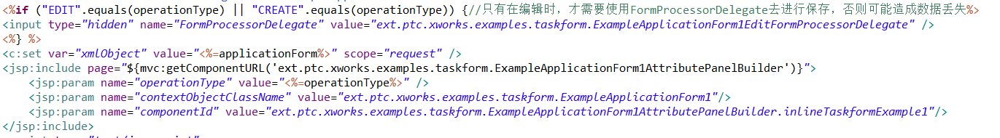 <%if ("EDIT".equals(operationType) || "CREATE".equals(operationType)) {//只有在编辑时，才需要使用FormProcessorDelegate去进行保存，否则可能造成数据丢失%>
<input type="hidden" name="FormProcessorDelegate" value="ext.ptc.xworks.examples.taskform.ExampleApplicationForm1EditFormProcessorDelegate" />
<%} %>
<c:set var="xmlObject" value="<%=applicationForm%>" scope="request" />
<jsp:include page="${mvc:getComponentURL('ext.ptc.xworks.examples.taskform.ExampleApplicationForm1AttributePanelBuilder')}">
    <jsp:param name="operationType" value="<%=operationType%>" />
    <jsp:param name="contextObjectClassName" value="ext.ptc.xworks.examples.taskform.ExampleApplicationForm1"/>
    <jsp:param name="componentId" value="ext.ptc.xworks.examples.taskform.ExampleApplicationForm1AttributePanelBuilder.inlineTaskformExample1"/>
</jsp:include>